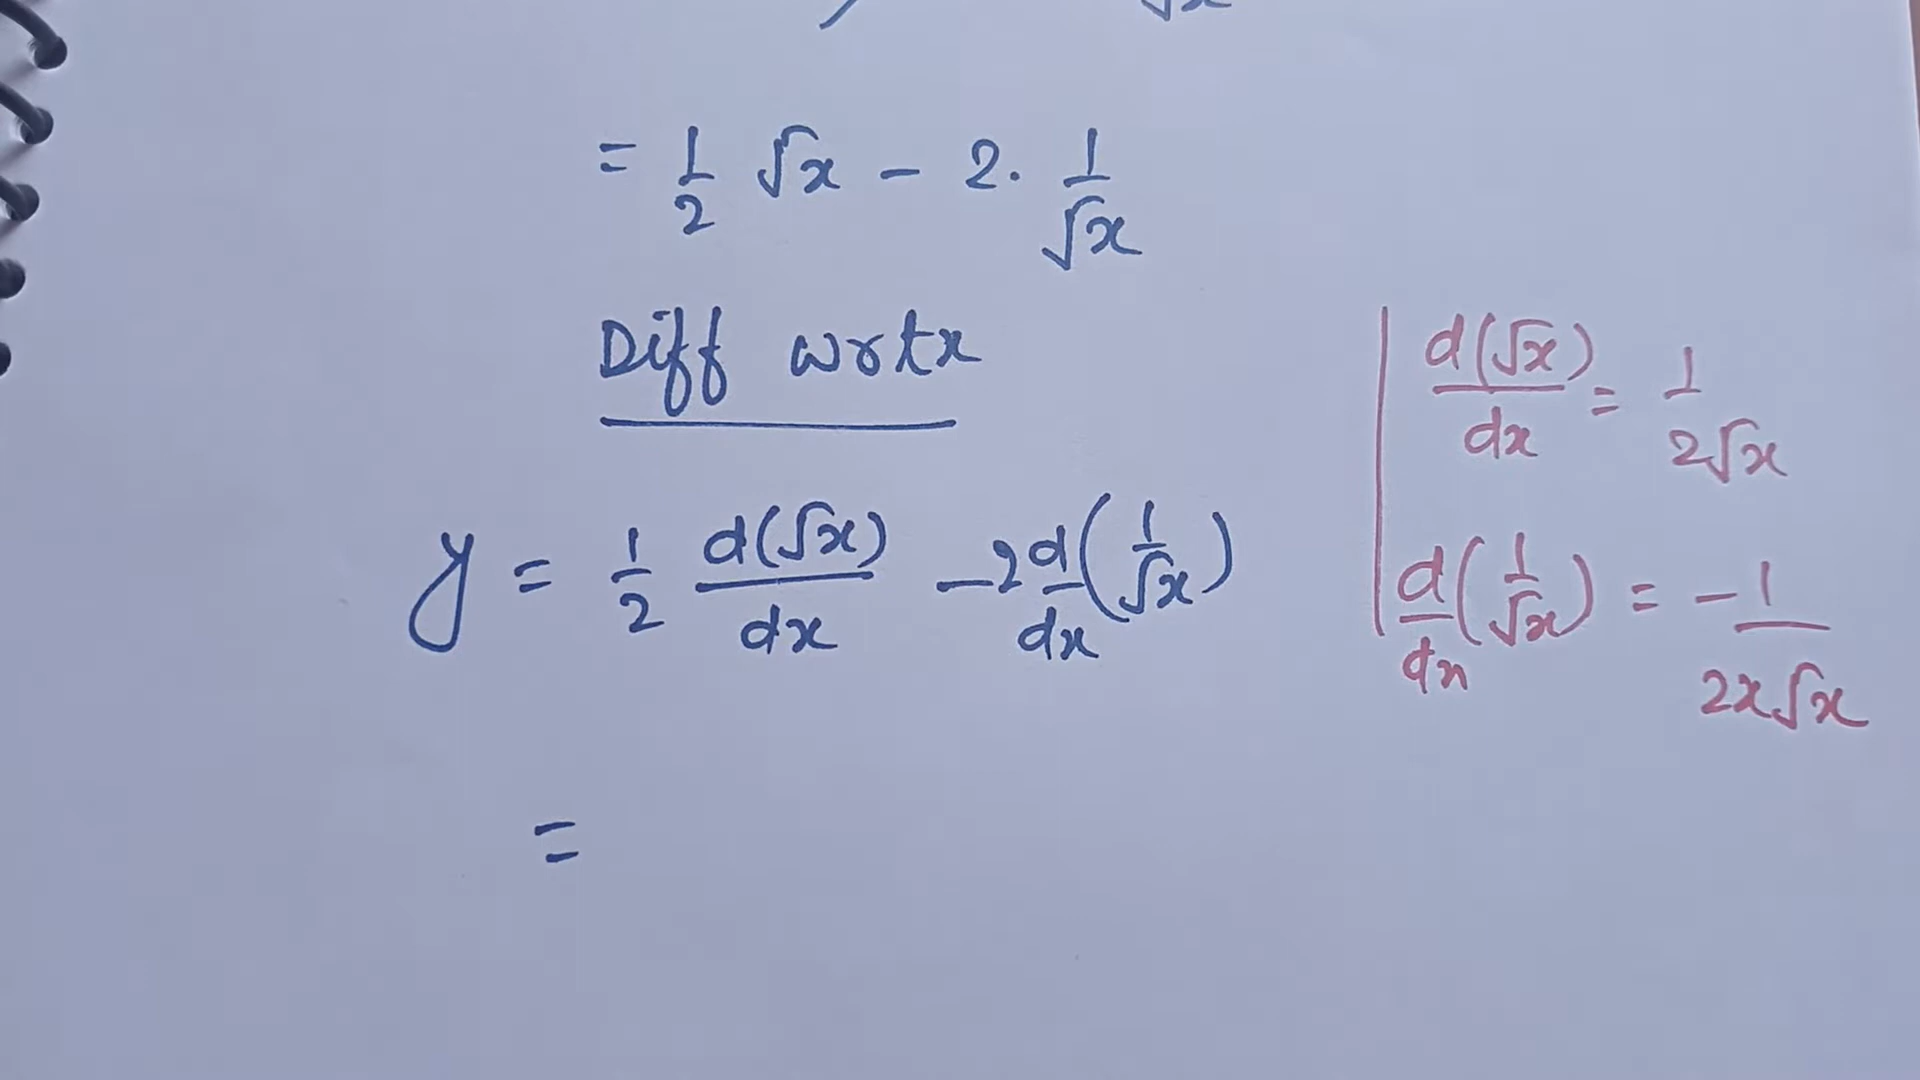 √x
= 1/2 √x - 2. 1/√x
Diff wrtx
y = 1/2 d(√x)/dx -2 d/dx (1/√x)
=
d(√x)/dx = 1/2√x
d/dx (1/√x) = -1/2x√x